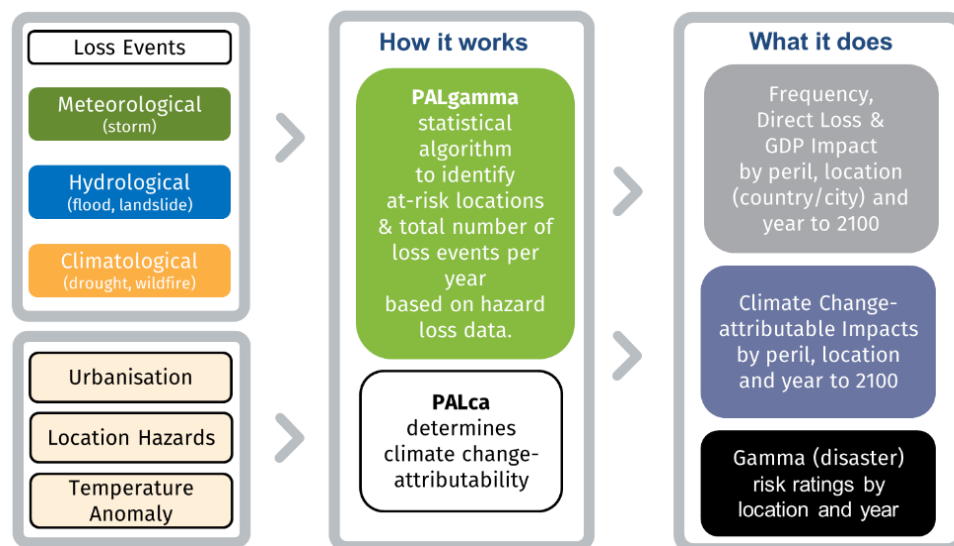 Loss Events
Meteorological
(storm)
Hydrological
(flood, landslide)
Climatological
(drought, wildfire)
Urbanisation
Location Hazards
Temperature
Anomaly
How it works
PALgamma
statistical
algorithm
to identify
at-risk locations
& total number of
loss events per
year
based on hazard
loss data.
PALca
determines
climate change-
attributability
What it does
Frequency,
Direct Loss &
GDP Impact
by peril, location
(country/city) and
year to 2100
Climate Change-
attributable Impacts
by peril, location
and year to 2100
Gamma (disaster)
risk ratings by
location and year